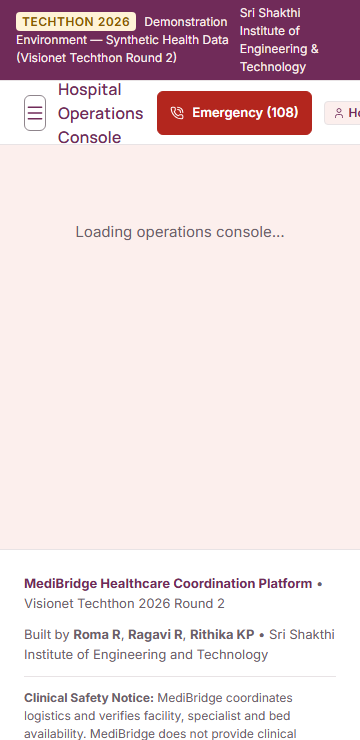 TECHTHON 2026 Demonstration
Environment — Synthetic Health Data
(Visionet Techthon Round 2)
Sri Shakthi
Institute of
Engineering &
Technology
Hospital
Operations
Console
Emergency (108)
Loading operations console...
MediBridge Healthcare Coordination Platform •
Visionet Techthon 2026 Round 2
Built by Roma R, Ragavi R, Rithika KP • Sri Shakthi
Institute of Engineering and Technology
Clinical Safety Notice: MediBridge coordinates
logistics and verifies facility, specialist and bed
availability. MediBridge does not provide clinical